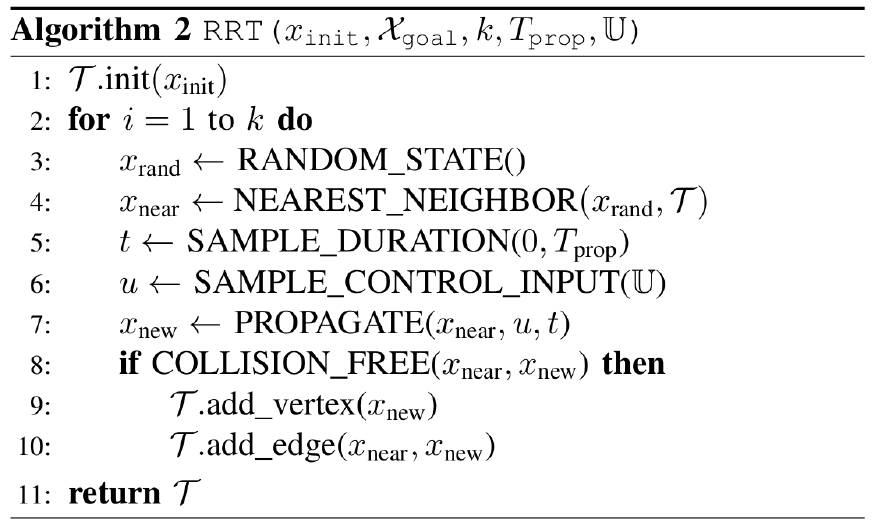 Algorithm 2 RRT(x_init, 𝒳_goal, k, T_prop, 𝕌)
1: 𝒯.init(x_init)
2: for i = 1 to k do
3: x_rand ← RANDOM_STATE()
4: x_near ← NEAREST_NEIGHBOR(x_rand, 𝒯)
5: t ← SAMPLE_DURATION(0, T_prop)
6: u ← SAMPLE_CONTROL_INPUT(𝕌)
7: x_new ← PROPAGATE(x_near, u, t)
8: if COLLISION_FREE(x_near, x_new) then
9: 𝒯.add_vertex(x_new)
10: 𝒯.add_edge(x_near, x_new)
11: return 𝒯